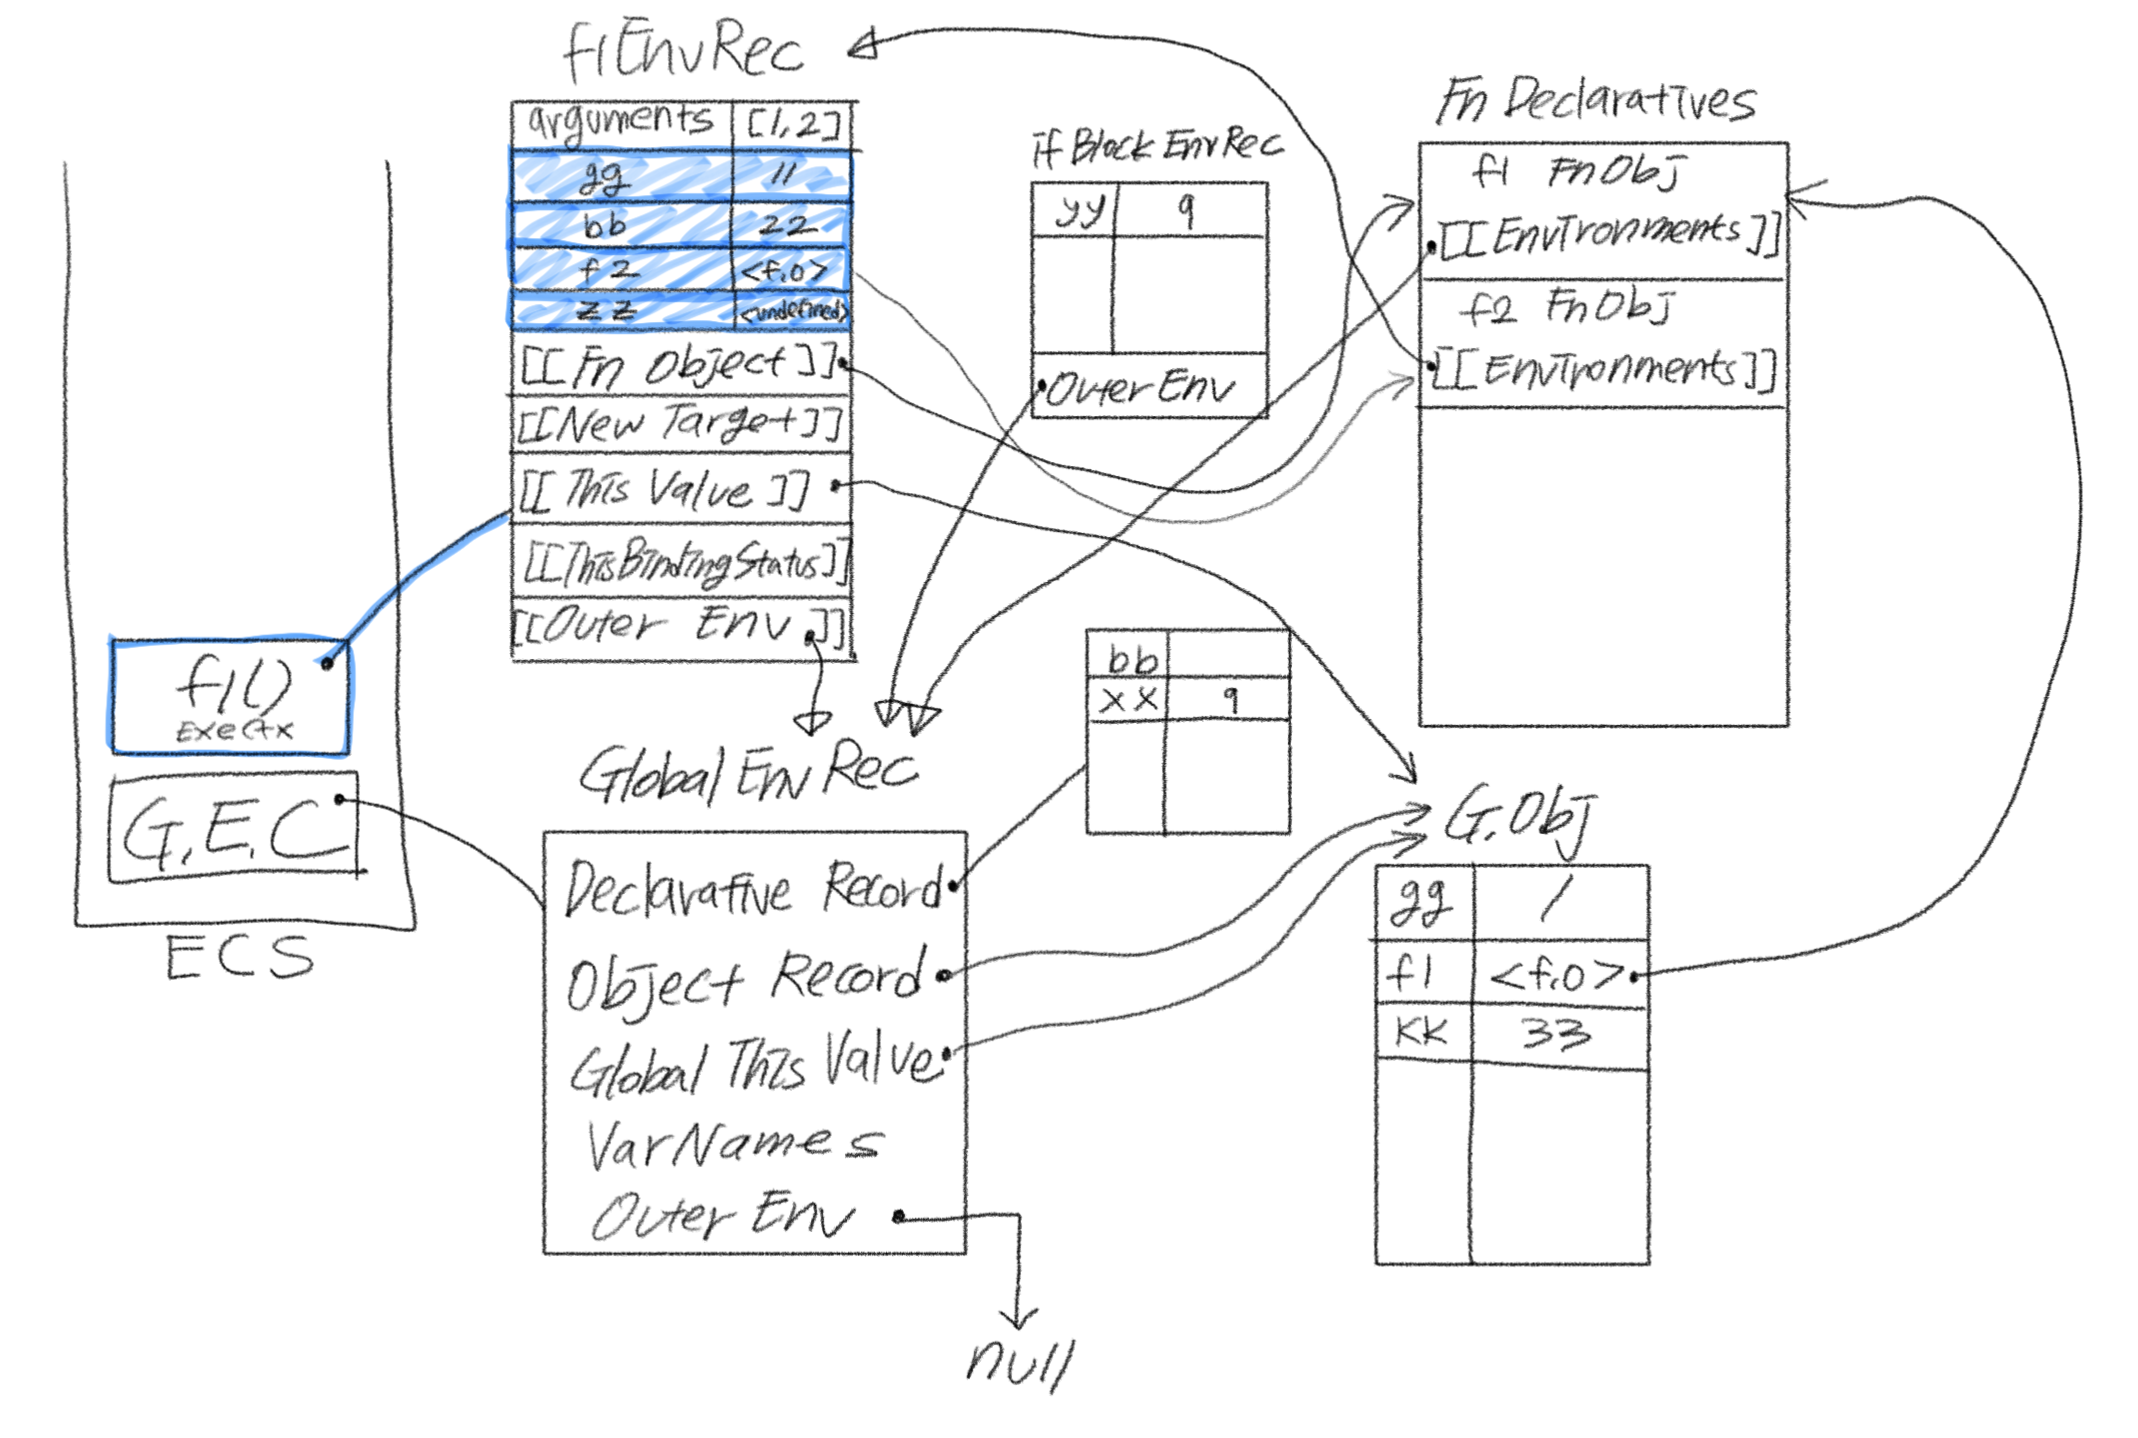 f1EnvRec
arguments [1,2]
gg 11
bb 22
f2 <f.o>
zz <undefined>
[[Fn Object]]
[[New Target]]
[[This Value]]
[[ThisBindingStatus]]
[[Outer Env]]
if Block EnvRec
yy 9
Outer Env
Fn Declaratives
f1 FnObj
[[Environments]]
f2 FnObj
[[Environments]]
f1()
ExeCtx
G.E.C
ECS
Global EnvRec
Declarative Record
Object Record
Global This Value
VarNames
Outer Env
null
bb
xx 9
G.Obj
gg 1
f1 <f.o>
KK 33